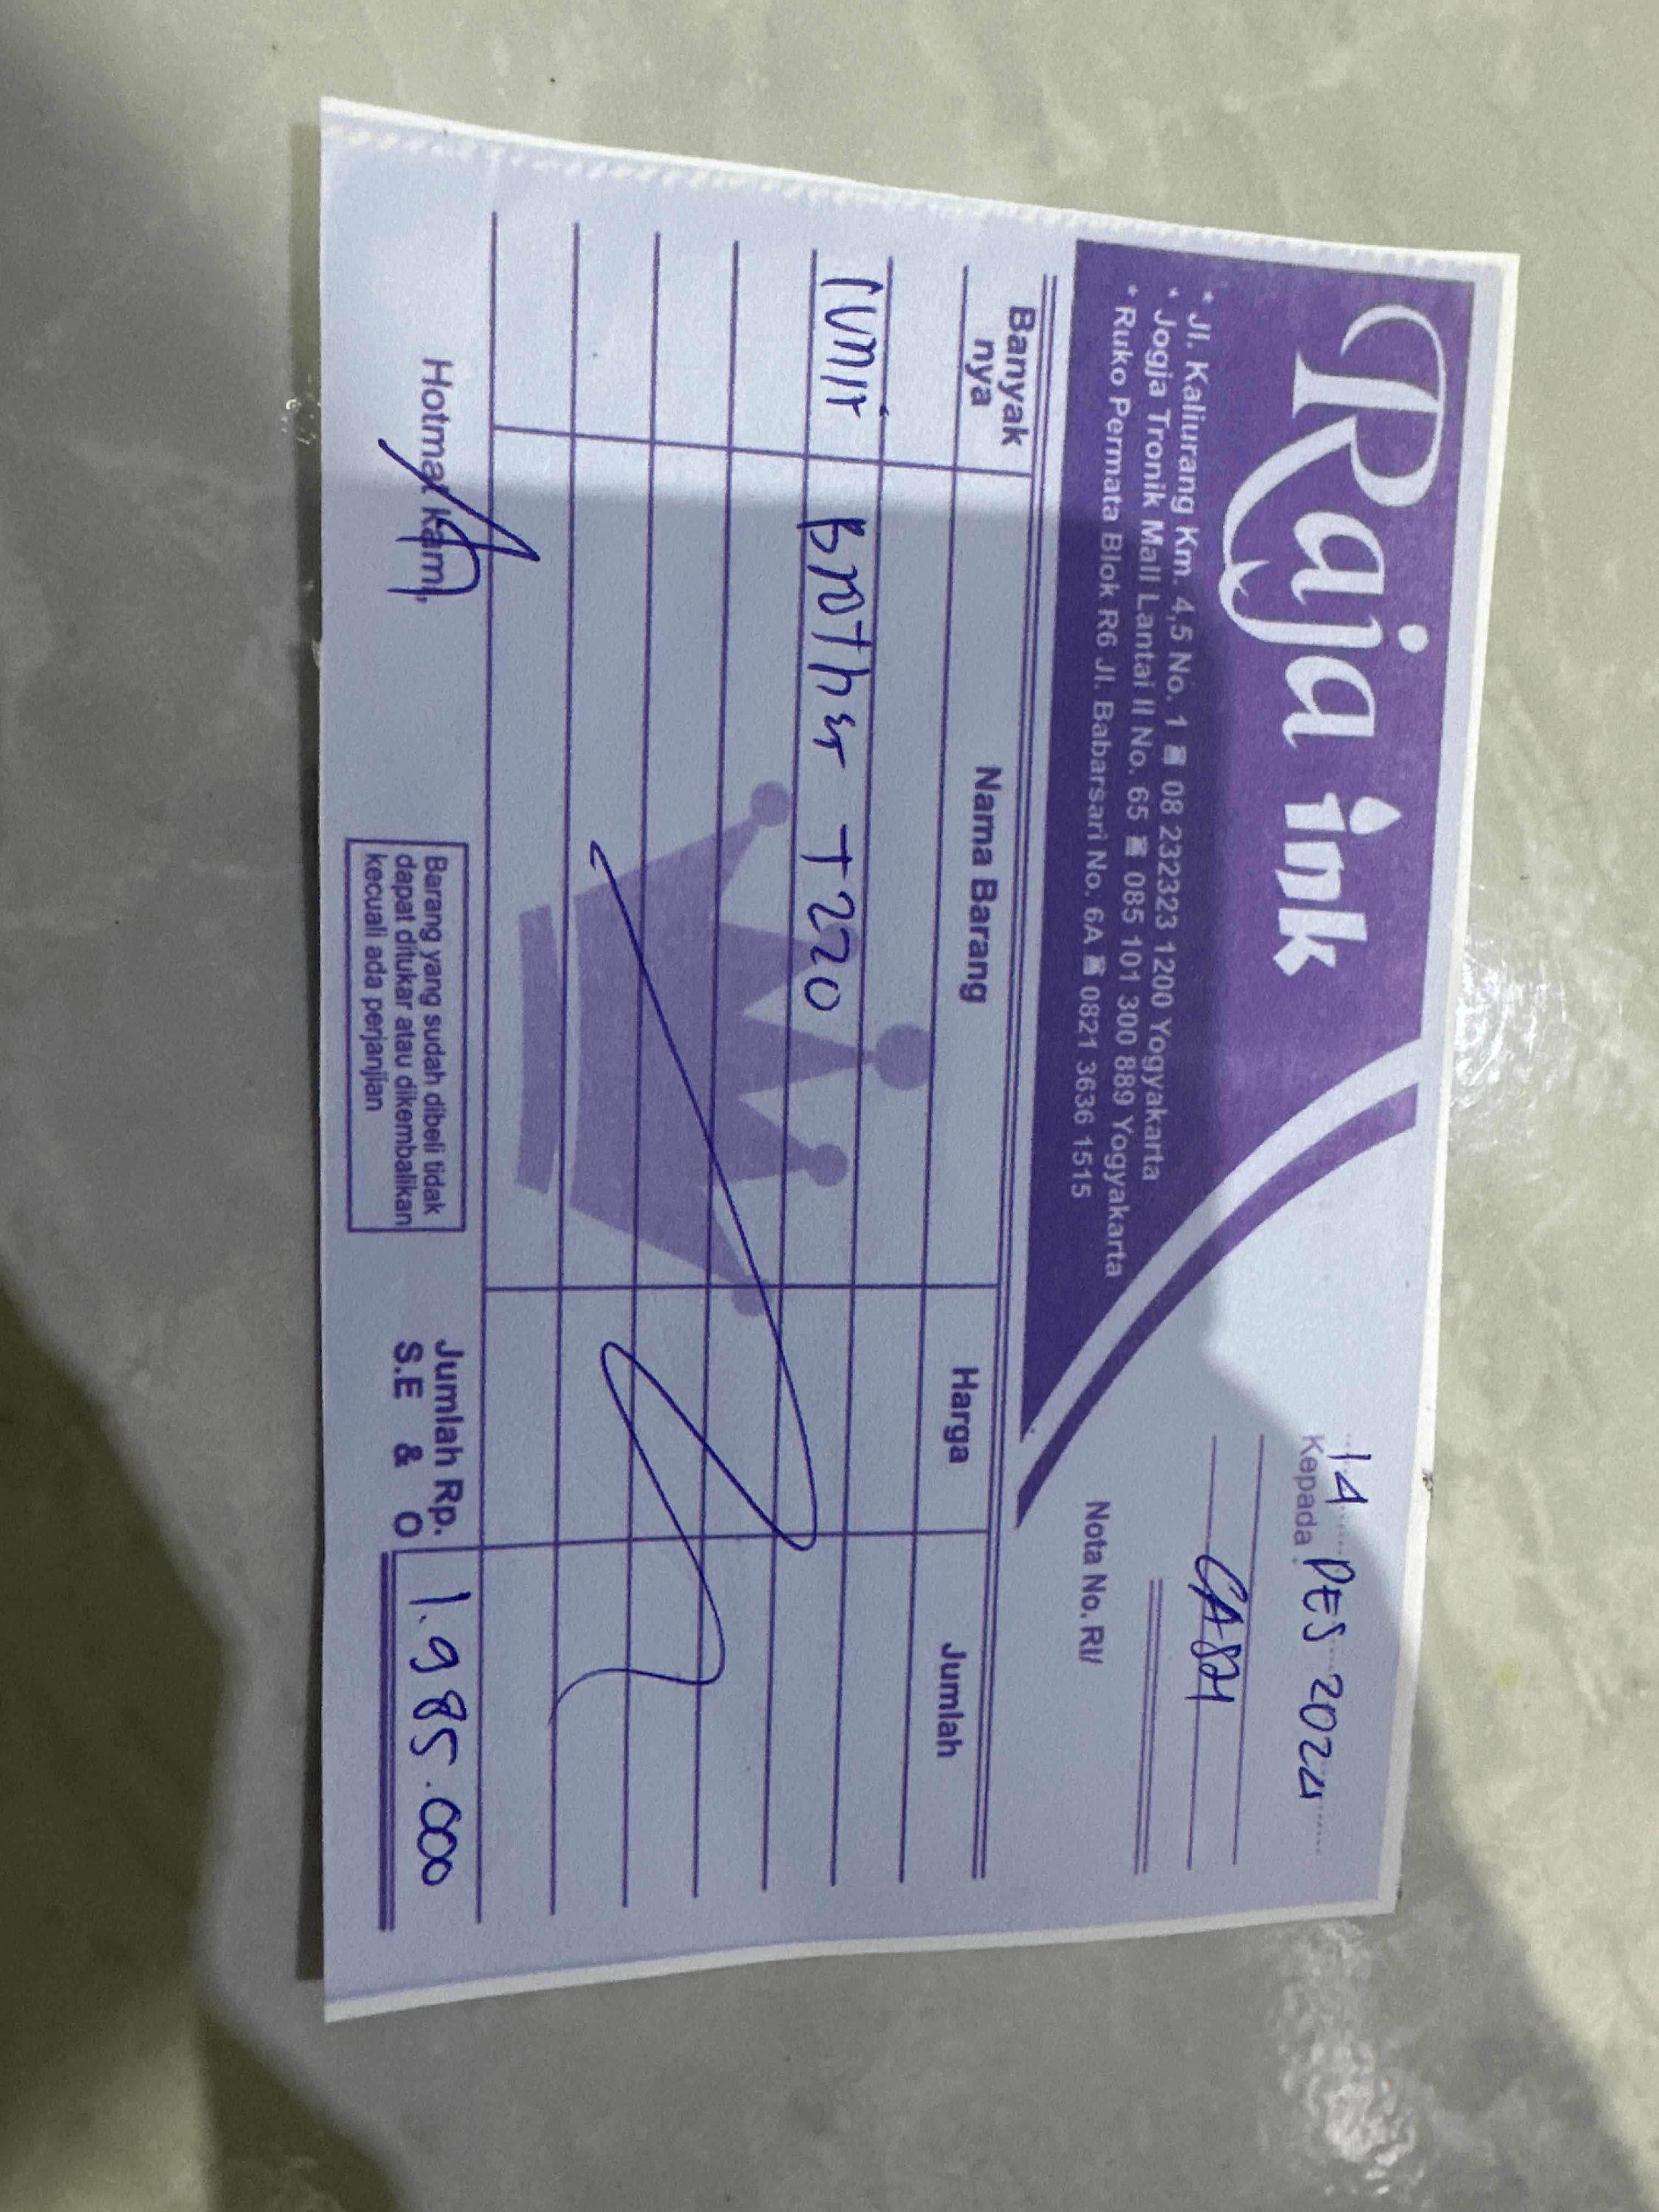 Raja ink
* Jl. Kaliurang Km. 4,5 No. 1 ☎ 08 232323 1200 Yogyakarta
* Jogja Tronik Mall Lantai II No. 65 ☎ 085 101 300 889 Yogyakarta
* Ruko Permata Blok R6 Jl. Babarsari No. 6A ☎ 0821 3636 1515
14 DES 2024
Kepada :
CASH
Nota No. RI/
Banyak nya Nama Barang Harga Jumlah
1 Unit Brother T220
Hotmat kami,
Barang yang sudah dibeli tidak
dapat ditukar atau dikembalikan
kecuali ada perjanjian
Jumlah Rp. 1.985.000
S.E & O